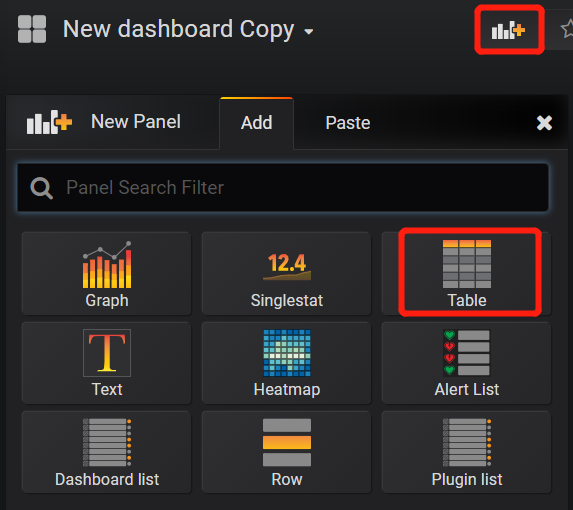 New dashboard Copy
New Panel Add Paste
Panel Search Filter
12.4
Graph Singlestat Table
T
Text Heatmap Alert List
Dashboard list Row Plugin list